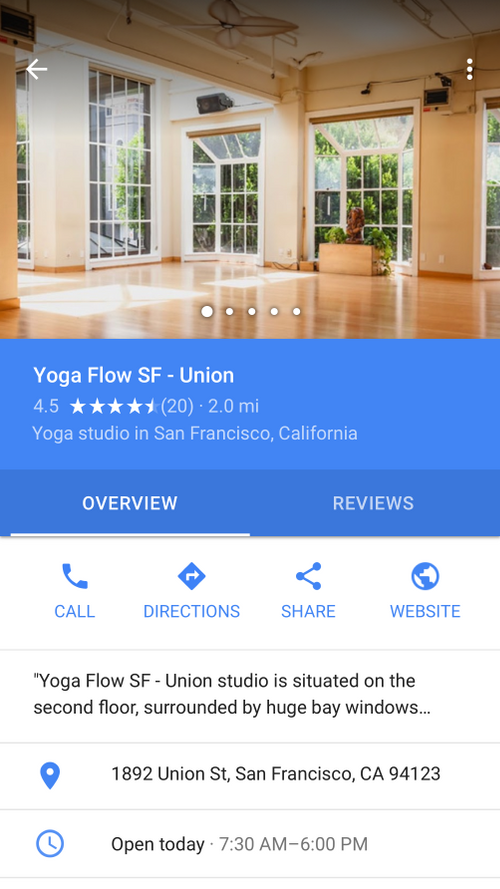 Yoga Flow SF - Union
4.5 ★★★★⯨ (20) · 2.0 mi
Yoga studio in San Francisco, California
OVERVIEW REVIEWS
CALL DIRECTIONS SHARE WEBSITE
"Yoga Flow SF - Union studio is situated on the
second floor, surrounded by huge bay windows...
1892 Union St, San Francisco, CA 94123
Open today · 7:30 AM–6:00 PM